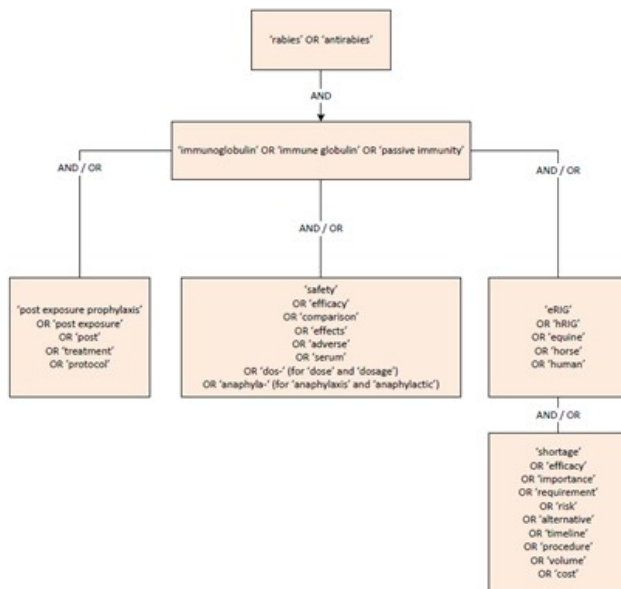 'rabies' OR 'antirabies'
AND
'immunoglobulin' OR 'immune globulin' OR 'passive immunity'
AND / OR
AND / OR
AND / OR
'post exposure prophylaxis'
OR 'post exposure'
OR 'post'
OR 'treatment'
OR 'protocol'
'safety'
OR 'efficacy'
OR 'comparison'
OR 'effects'
OR 'adverse'
OR 'serum'
OR 'dos-' (for 'dose' and 'dosage')
OR 'anaphyla-' (for 'anaphylaxis' and 'anaphylactic')
'eRIG'
OR 'hRIG'
OR 'equine'
OR 'horse'
OR 'human'
AND / OR
'shortage'
OR 'efficacy'
OR 'importance'
OR 'requirement'
OR 'risk'
OR 'alternative'
OR 'timeline'
OR 'procedure'
OR 'volume'
OR 'cost'